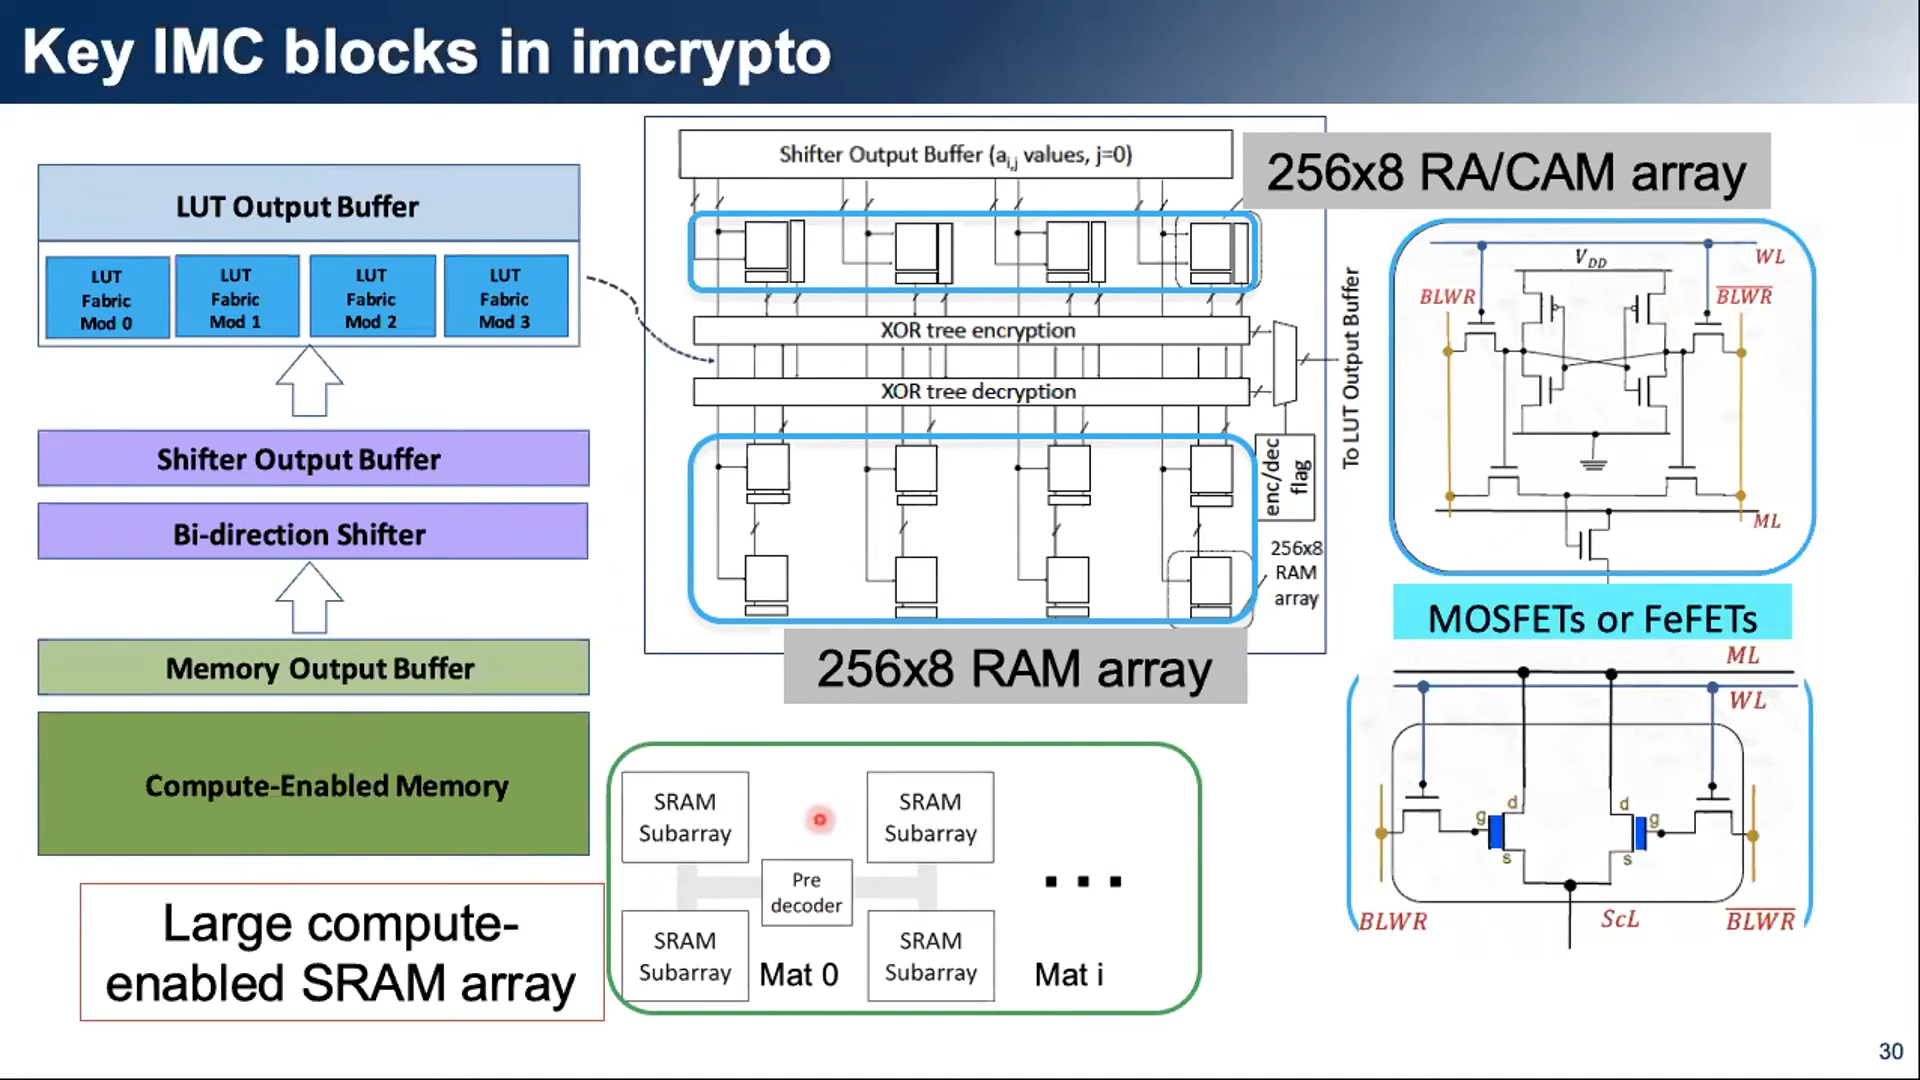 Key IMC blocks in imcrypto
LUT Output Buffer
LUT
Fabric
Mod 0
LUT
Fabric
Mod 1
LUT
Fabric
Mod 2
LUT
Fabric
Mod 3
Shifter Output Buffer
Bi-direction Shifter
Memory Output Buffer
Compute-Enabled Memory
Large compute-
enabled SRAM array
Shifter Output Buffer (ai,j values, j=0)
XOR tree encryption
XOR tree decryption
enc/dec
flag
To LUT Output Buffer
256x8
RAM
array
256x8 RA/CAM array
256x8 RAM array
SRAM
Subarray
SRAM
Subarray
Pre
decoder
SRAM
Subarray
Mat 0
SRAM
Subarray
Mat i
WL
VDD
BLWR
BLWR
ML
MOSFETs or FeFETs
ML
WL
d
g
s
d
g
s
BLWR
ScL
BLWR
30